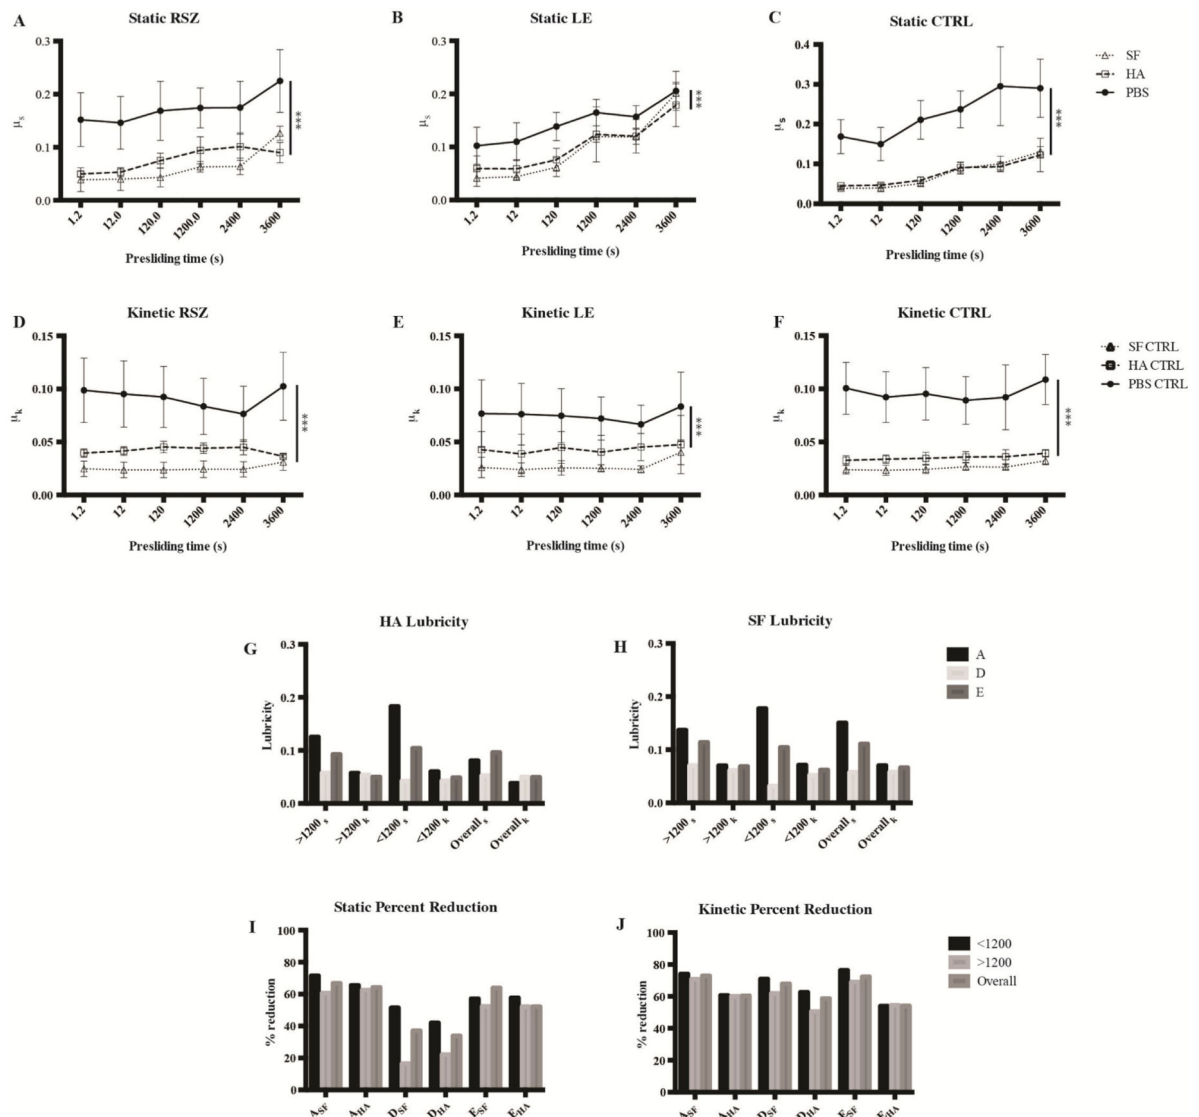 A Static RSZ
0.3
0.2
0.1
0.0
μs
1.2 12.0 120.0 1200.0 2400 3600
Presliding time (s)
***
B Static LE
0.3
0.2
0.1
0.0
μs
1.2 12 120 1200 2400 3600
Presliding time (s)
***
C Static CTRL
0.4
0.3
0.2
0.1
0.0
μs
1.2 12 120 1200 2400 3600
Presliding time (s)
***
SF
HA
PBS
D Kinetic RSZ
0.15
0.10
0.05
0.00
μk
1.2 12 120 1200 2400 3600
Presliding time (s)
***
E Kinetic LE
0.15
0.10
0.05
0.00
μk
1.2 12 120 1200 2400 3600
Presliding time (s)
***
F Kinetic CTRL
0.15
0.10
0.05
0.00
μk
1.2 12 120 1200 2400 3600
Presliding time (s)
***
SF CTRL
HA CTRL
PBS CTRL
G HA Lubricity
0.3
0.2
0.1
0.0
Lubricity
>1200 s >1200 k <1200 s <1200 k Overall s Overall k
H SF Lubricity
0.3
0.2
0.1
0.0
Lubricity
>1200 s >1200 k <1200 s <1200 k Overall s Overall k
A
D
E
I Static Percent Reduction
100
80
60
40
20
0
% reduction
ASF AHA DSF DHA ESF EHA
J Kinetic Percent Reduction
100
80
60
40
20
0
% reduction
ASF AHA DSF DHA ESF EHA
<1200
>1200
Overall